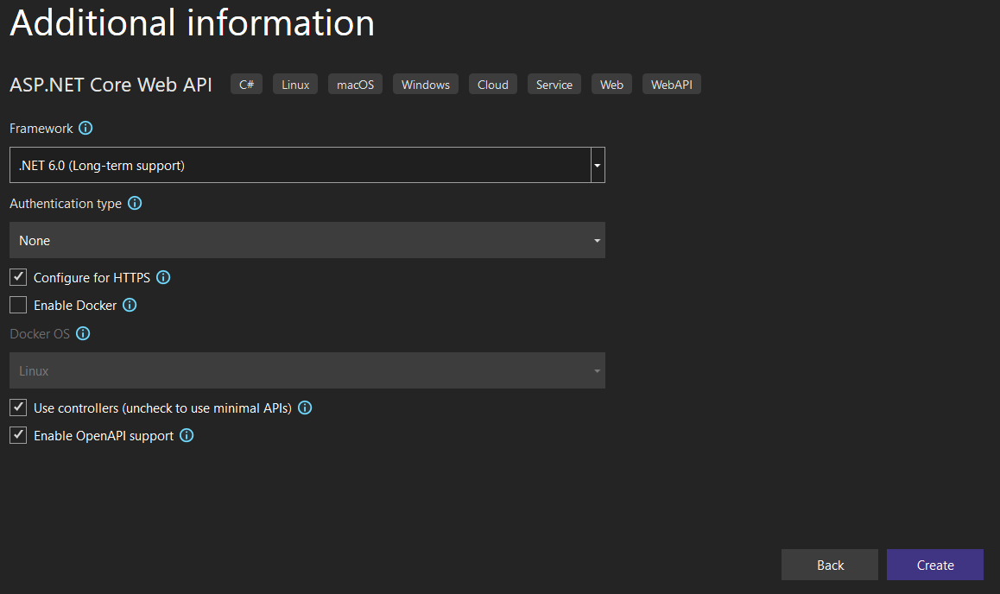 Additional information
ASP.NET Core Web API C# Linux macOS Windows Cloud Service Web WebAPI
Framework
.NET 6.0 (Long-term support)
Authentication type
None
Configure for HTTPS
Enable Docker
Docker OS
Linux
Use controllers (uncheck to use minimal APIs)
Enable OpenAPI support
Back Create